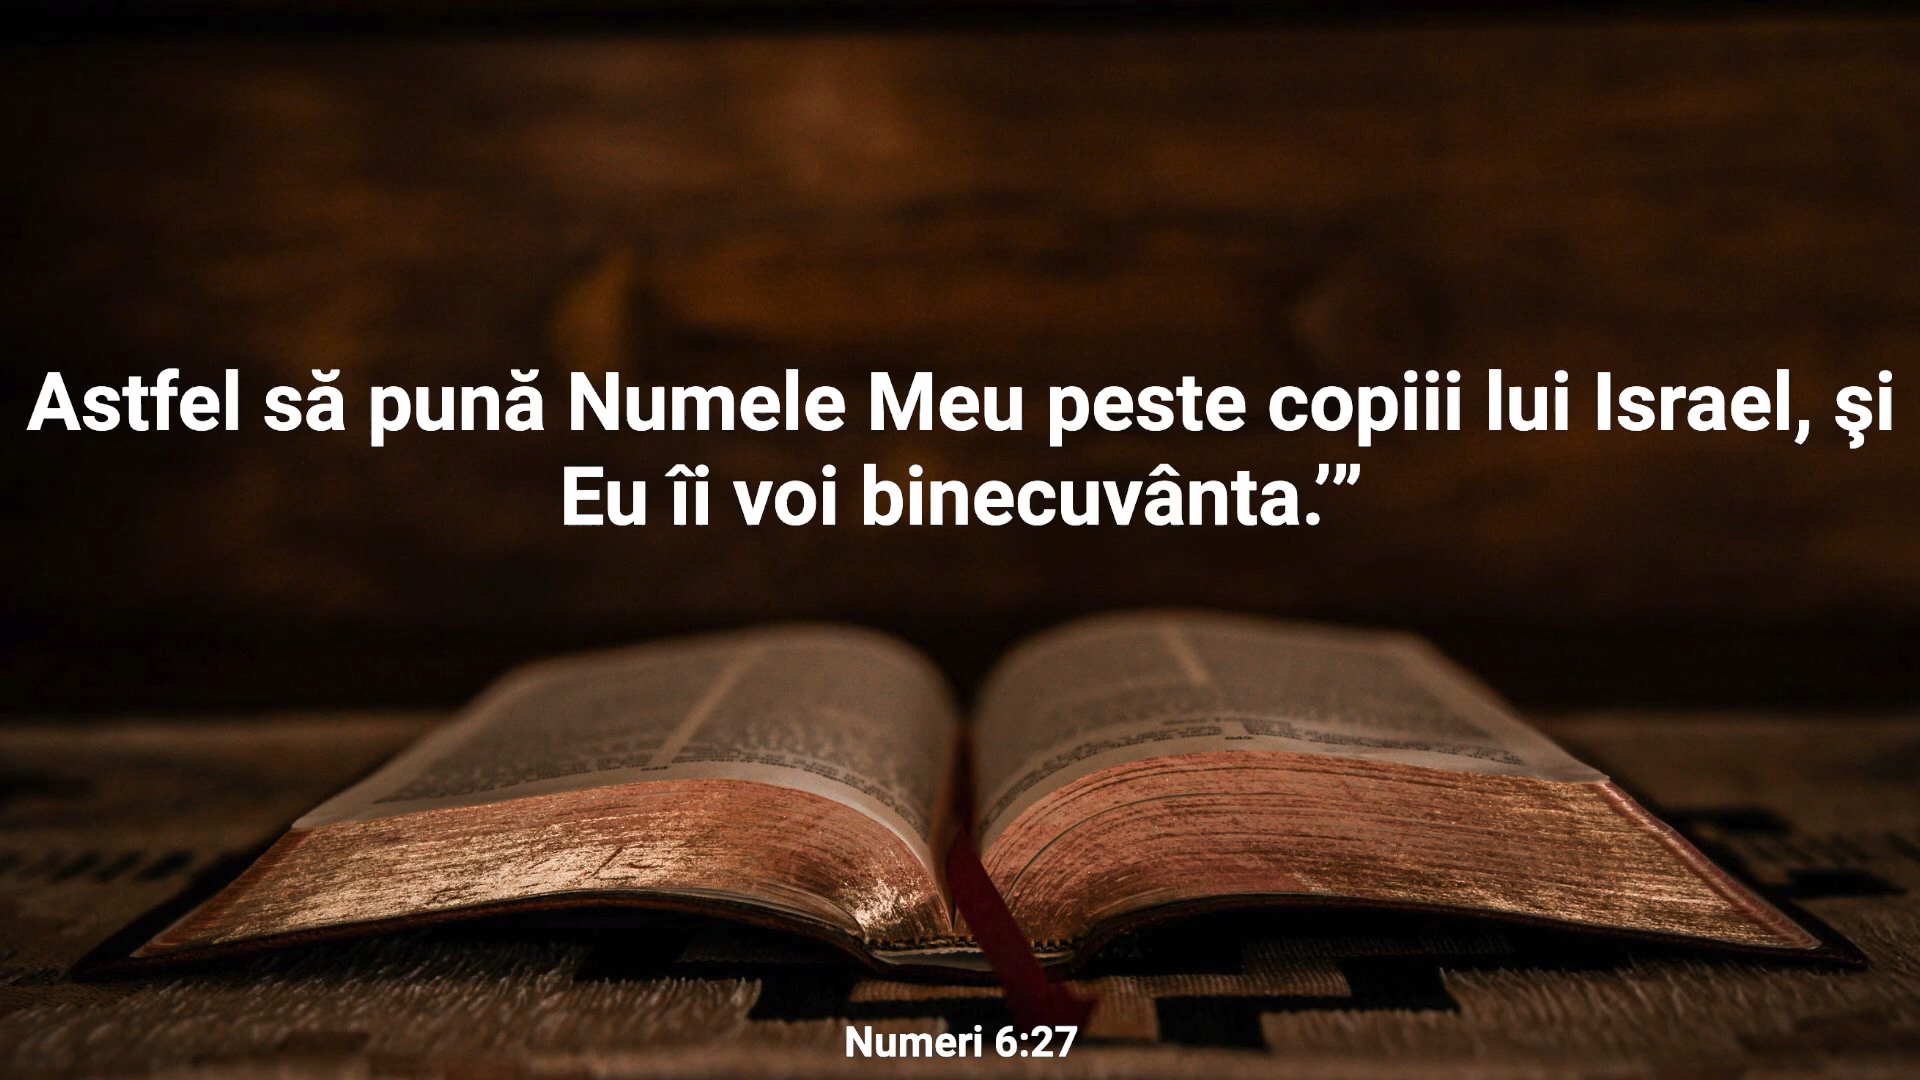 Astfel să pună Numele Meu peste copiii lui Israel, şi
Eu îi voi binecuvânta.’”
Numeri 6:27